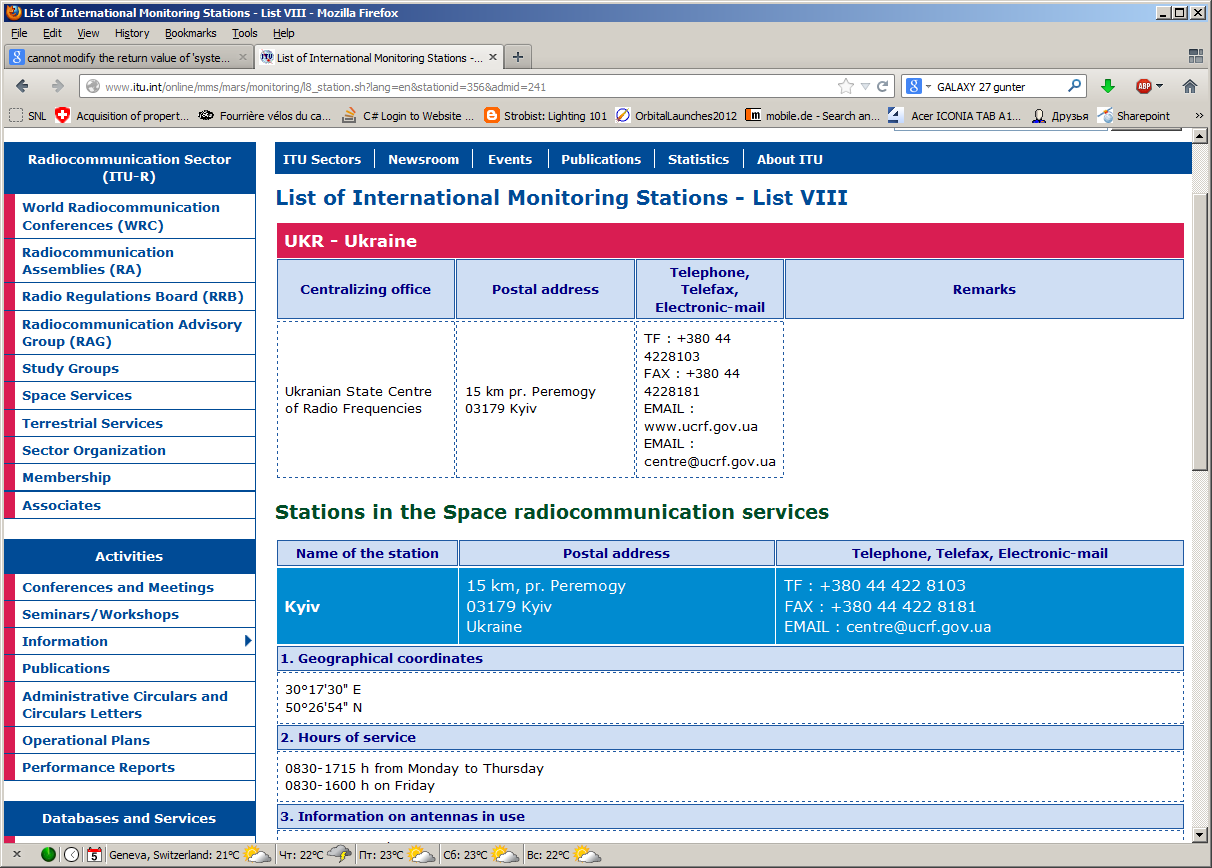 List of International Monitoring Stations - List VIII - Mozilla Firefox
File Edit View History Bookmarks Tools Help
cannot modify the return value of 'syste...
List of International Monitoring Stations -...
www.itu.int/online/mms/mars/monitoring/l8_station.sh?lang=en&stationid=356&admid=241
GALAXY 27 gunter
ABP
SNL
Acquisition of propert...
Fourrière vélos du ca...
C# Login to Website ...
Strobist: Lighting 101
OrbitalLaunches2012
mobile.de - Search an...
Acer ICONIA TAB A1...
Друзья
Sharepoint
Radiocommunication Sector
(ITU-R)
World Radiocommunication
Conferences (WRC)
Radiocommunication
Assemblies (RA)
Radio Regulations Board (RRB)
Radiocommunication Advisory
Group (RAG)
Study Groups
Space Services
Terrestrial Services
Sector Organization
Membership
Associates
Activities
Conferences and Meetings
Seminars/Workshops
Information
Publications
Administrative Circulars and
Circulars Letters
Operational Plans
Performance Reports
Databases and Services
ITU Sectors
Newsroom
Events
Publications
Statistics
About ITU
List of International Monitoring Stations - List VIII
UKR - Ukraine
Centralizing office
Postal address
Telephone,
Telefax,
Electronic-mail
Remarks
Ukranian State Centre
of Radio Frequencies
15 km pr. Peremogy
03179 Kyiv
TF : +380 44
4228103
FAX : +380 44
4228181
EMAIL :
www.ucrf.gov.ua
EMAIL :
centre@ucrf.gov.ua
Stations in the Space radiocommunication services
Name of the station
Postal address
Telephone, Telefax, Electronic-mail
Kyiv
15 km, pr. Peremogy
03179 Kyiv
Ukraine
TF : +380 44 422 8103
FAX : +380 44 422 8181
EMAIL : centre@ucrf.gov.ua
1. Geographical coordinates
30°17'30" E
50°26'54" N
2. Hours of service
0830-1715 h from Monday to Thursday
0830-1600 h on Friday
3. Information on antennas in use
5
Geneva, Switzerland: 21°C
Чт: 22°C
Пт: 23°C
Сб: 23°C
Вс: 22°C